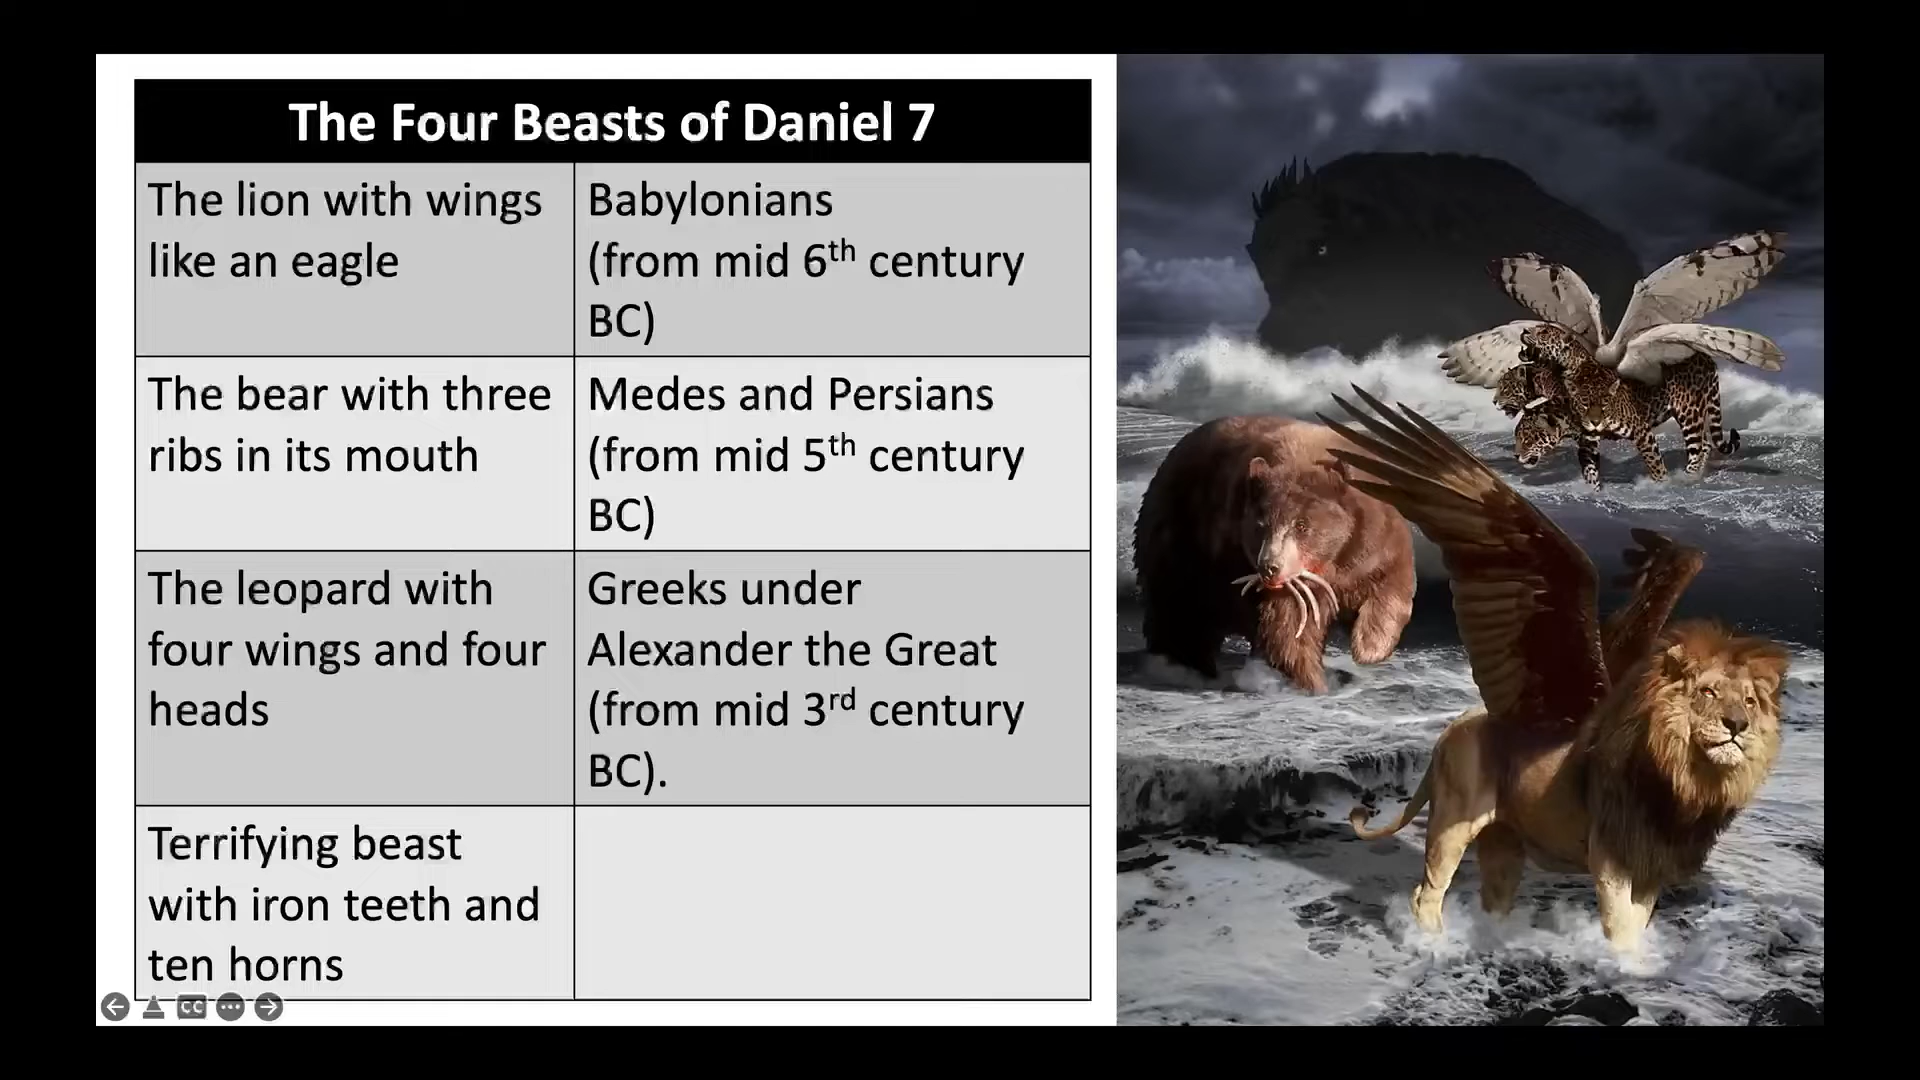 The Four Beasts of Daniel 7
The lion with wings
like an eagle
Babylonians
(from mid 6th century
BC)
The bear with three
ribs in its mouth
Medes and Persians
(from mid 5th century
BC)
The leopard with
four wings and four
heads
Greeks under
Alexander the Great
(from mid 3rd century
BC).
Terrifying beast
with iron teeth and
ten horns
CC